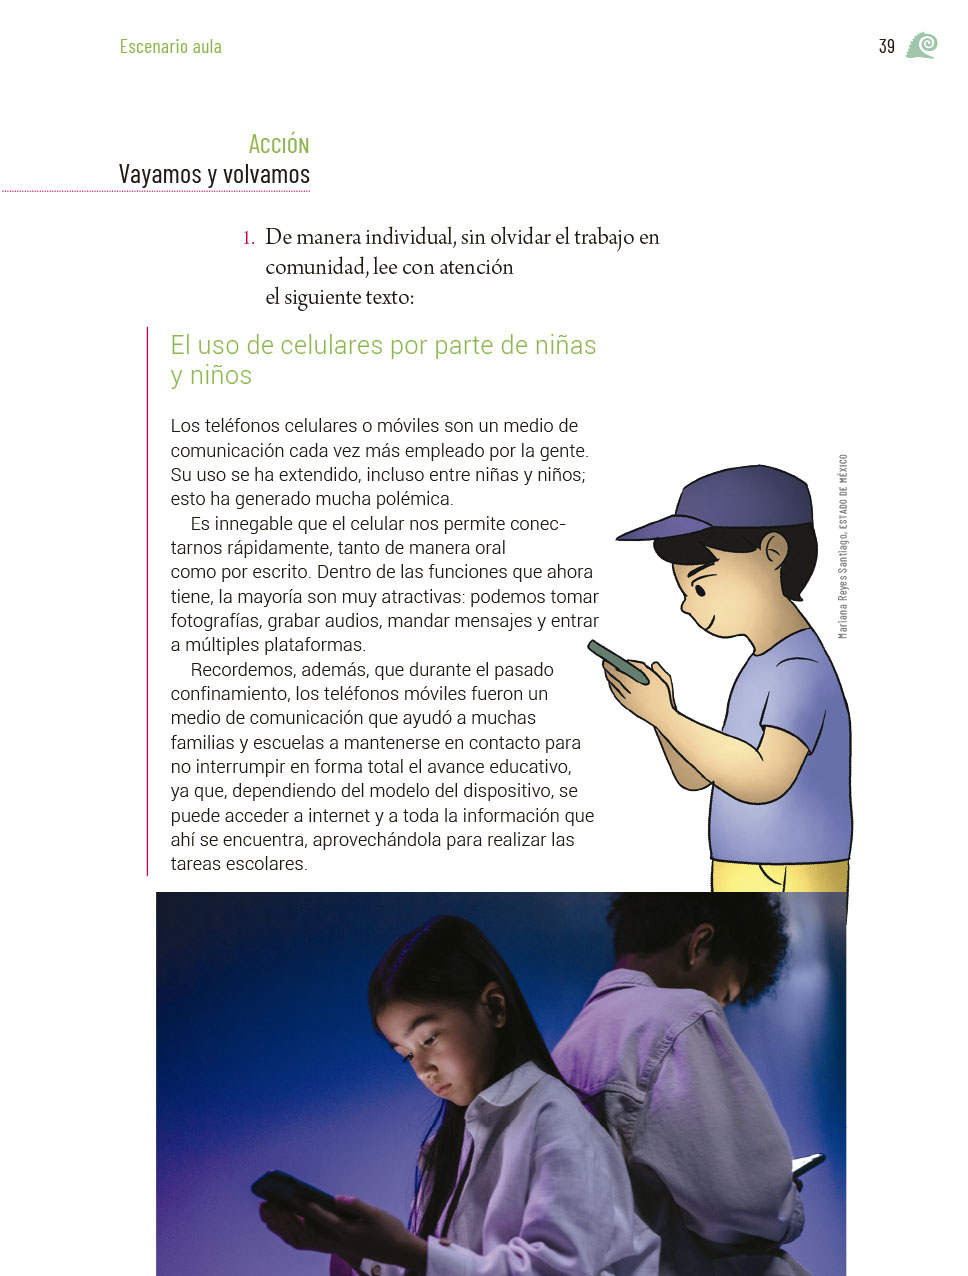 Escenario aula
39
Acción
Vayamos y volvamos
1. De manera individual, sin olvidar el trabajo en
comunidad, lee con atención
el siguiente texto:
El uso de celulares por parte de niñas
y niños
Los teléfonos celulares o móviles son un medio de
comunicación cada vez más empleado por la gente.
Su uso se ha extendido, incluso entre niñas y niños;
esto ha generado mucha polémica.
Es innegable que el celular nos permite conec-
tarnos rápidamente, tanto de manera oral
como por escrito. Dentro de las funciones que ahora
tiene, la mayoría son muy atractivas: podemos tomar
fotografías, grabar audios, mandar mensajes y entrar
a múltiples plataformas.
Recordemos, además, que durante el pasado
confinamiento, los teléfonos móviles fueron un
medio de comunicación que ayudó a muchas
familias y escuelas a mantenerse en contacto para
no interrumpir en forma total el avance educativo,
ya que, dependiendo del modelo del dispositivo, se
puede acceder a internet y a toda la información que
ahí se encuentra, aprovechándola para realizar las
tareas escolares.
Mariana Reyes Santiago, ESTADO DE MÉXICO